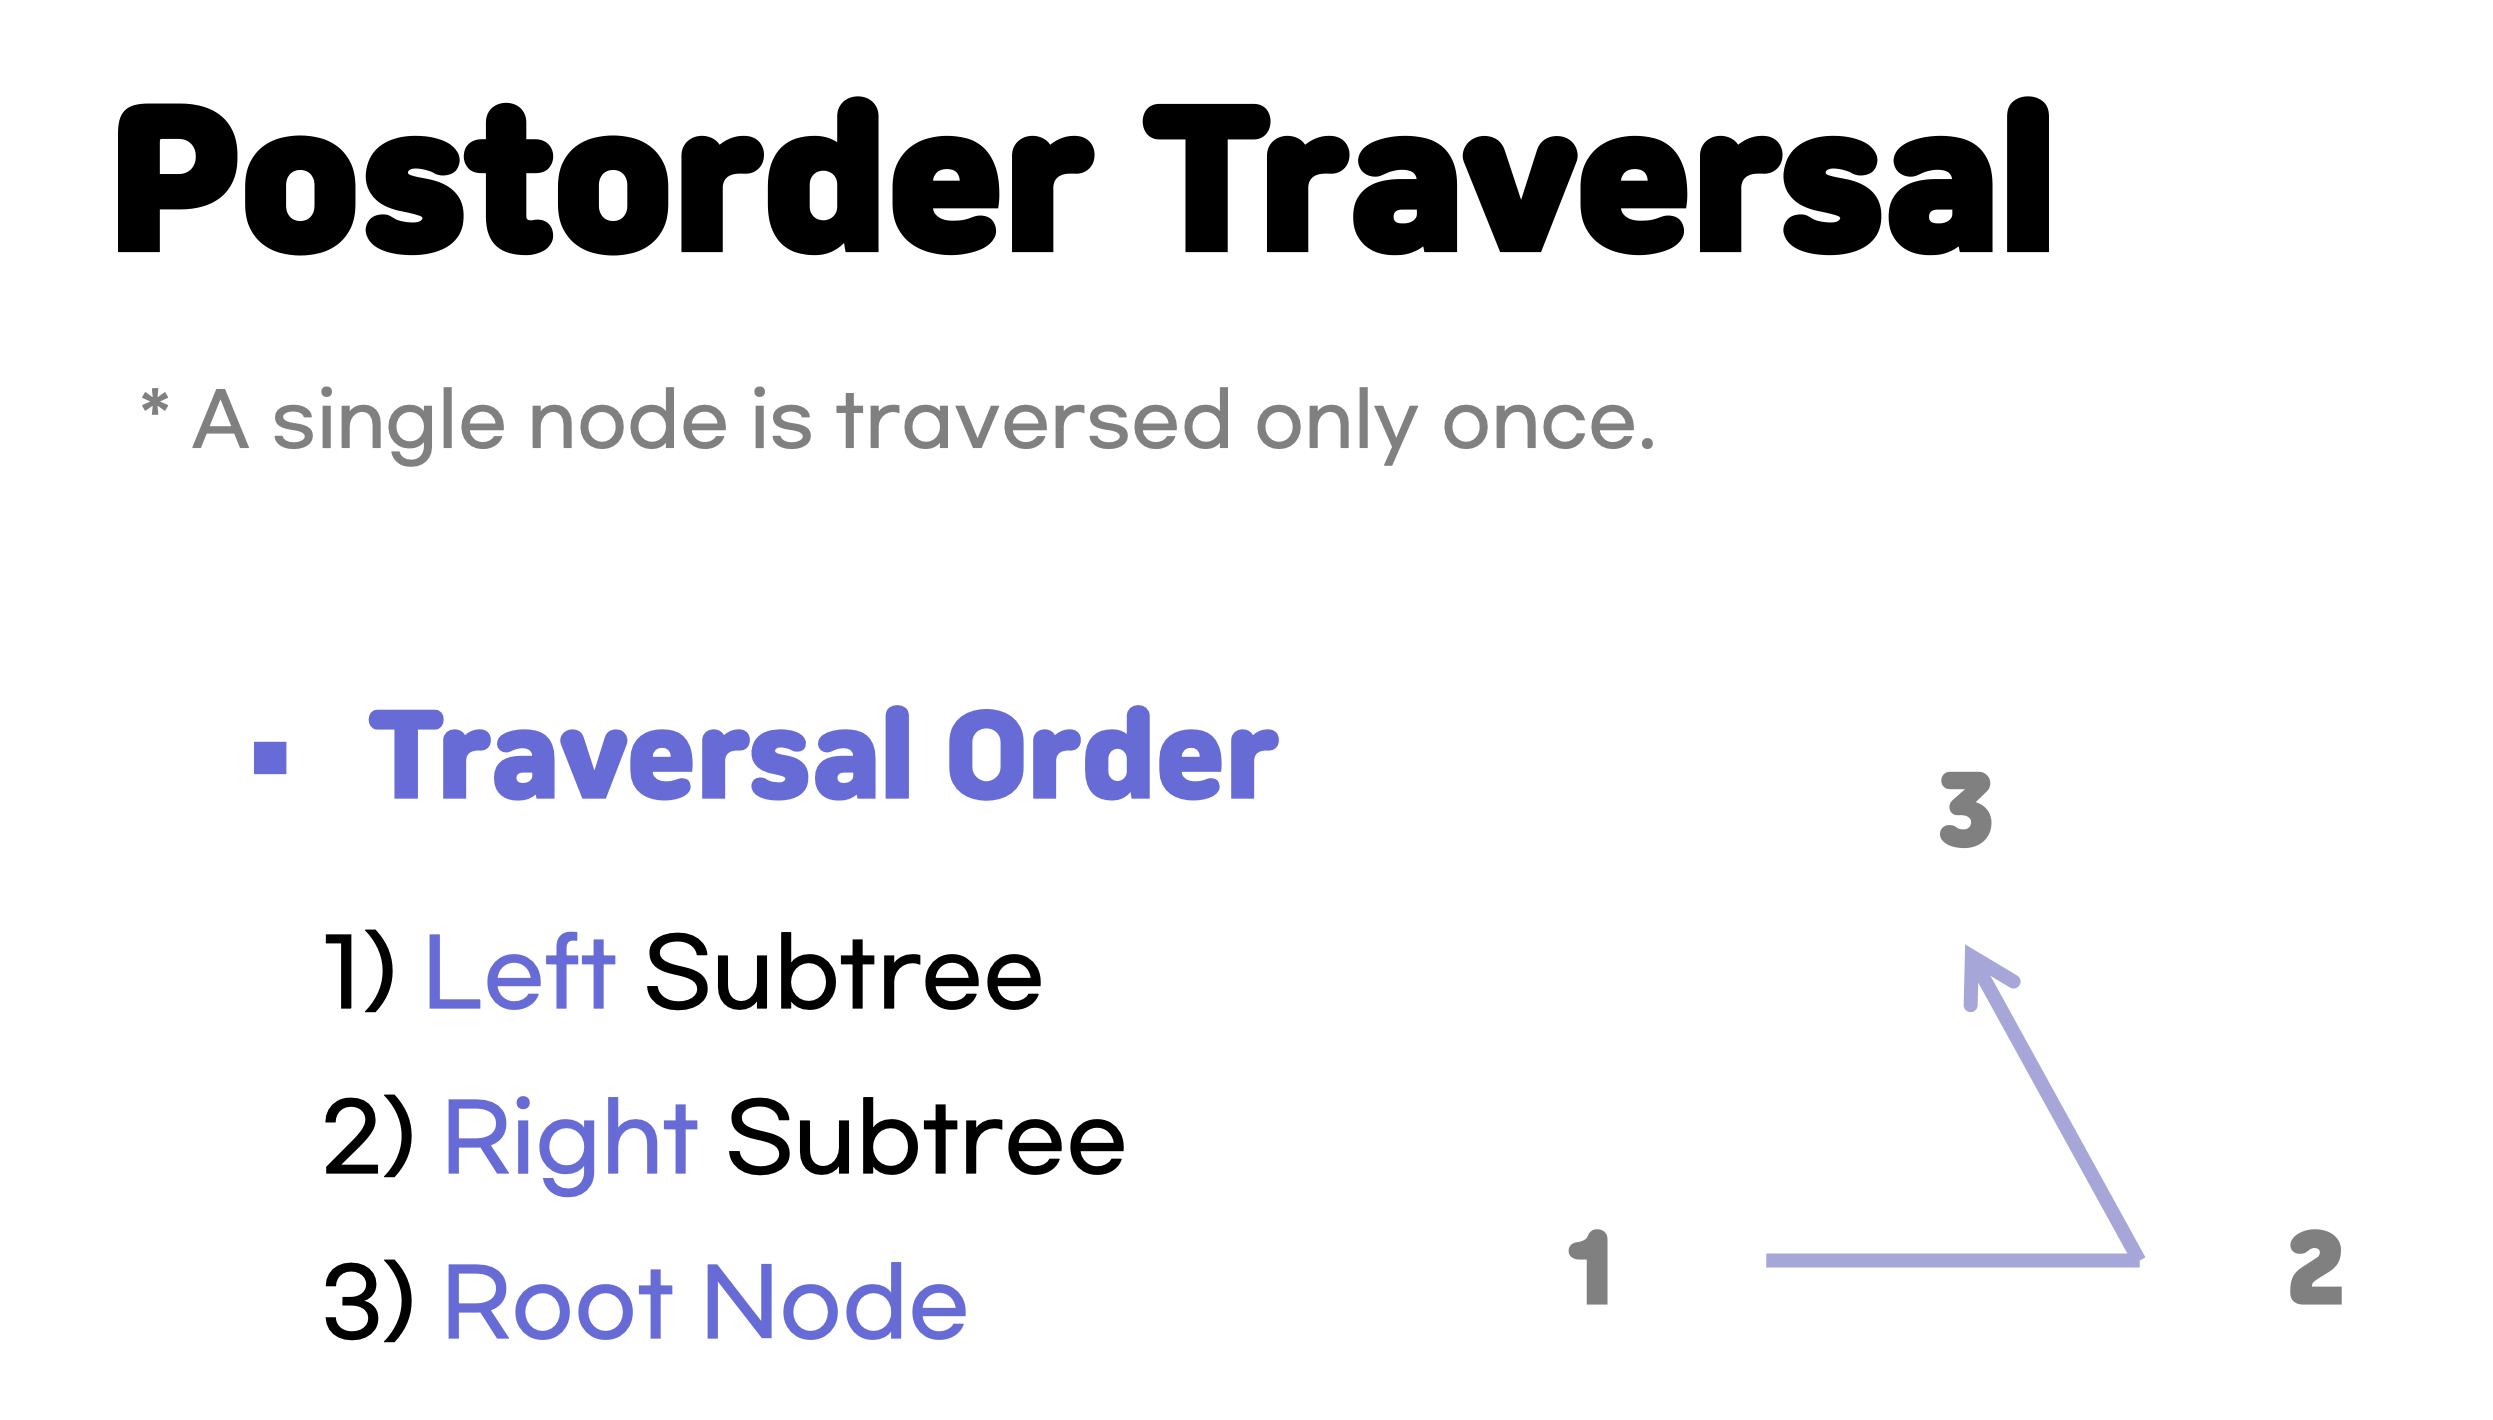 Postorder Traversal
* A single node is traversed only once.
▪ Traversal Order
1) Left Subtree
2) Right Subtree
3) Root Node
3
1
2